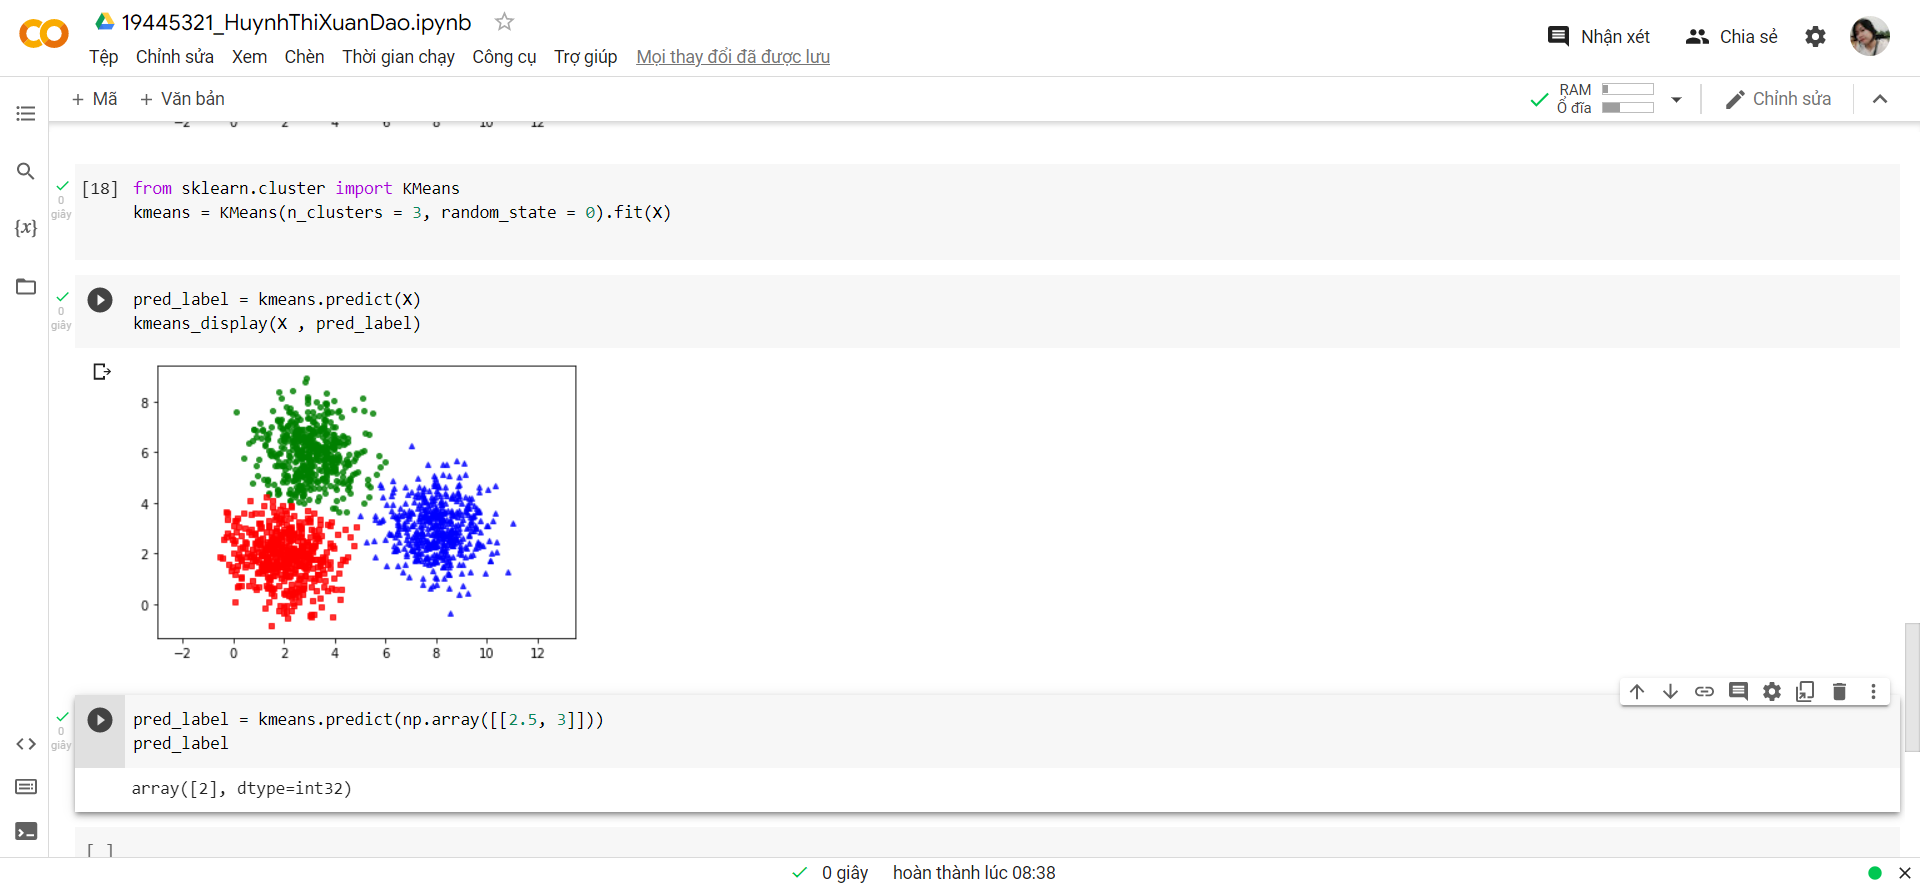 19445321_HuynhThiXuanDao.ipynb
Nhận xét
Chia sẻ
Tệp Chỉnh sửa Xem Chèn Thời gian chạy Công cụ Trợ giúp Mọi thay đổi đã được lưu
+ Mã + Văn bản
RAM
Ổ đĩa
Chỉnh sửa
−2 0 2 4 6 8 10 12
[18] from sklearn.cluster import KMeans
kmeans = KMeans(n_clusters = 3, random_state = 0).fit(X)
0
giây
{x}
pred_label = kmeans.predict(X)
kmeans_display(X , pred_label)
0
giây
8
6
4
2
0
−2 0 2 4 6 8 10 12
pred_label = kmeans.predict(np.array([[2.5, 3]]))
pred_label
0
giây
array([2], dtype=int32)
[ ]
0 giây hoàn thành lúc 08:38